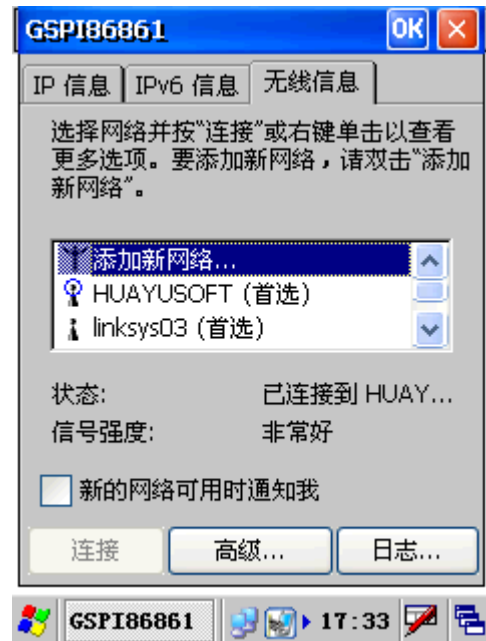 GSPI86861 OK
IP 信息 IPv6 信息 无线信息
选择网络并按"连接"或右键单击以查看
更多选项。要添加新网络，请双击"添加
新网络"。
添加新网络...
HUAYUSOFT (首选)
linksys03 (首选)
状态: 已连接到 HUAY...
信号强度: 非常好
新的网络可用时通知我
连接 高级... 日志...
GSPI86861 17:33